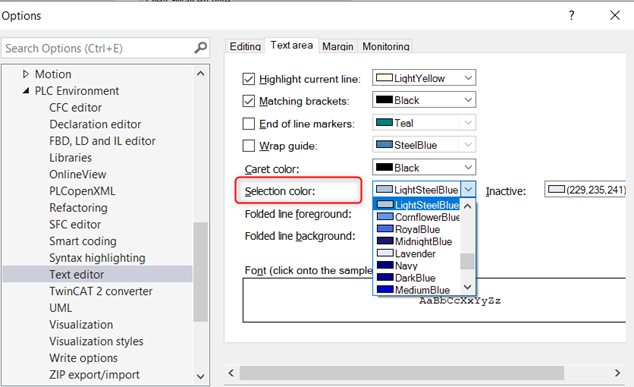 Options
?
Search Options (Ctrl+E)
Motion
PLC Environment
CFC editor
Declaration editor
FBD, LD and IL editor
Libraries
OnlineView
PLCopenXML
Refactoring
SFC editor
Smart coding
Syntax highlighting
Text editor
TwinCAT 2 converter
UML
Visualization
Visualization styles
Write options
ZIP export/import
Editing Text area Margin Monitoring
Highlight current line: LightYellow
Matching brackets: Black
End of line markers: Teal
Wrap guide: SteelBlue
Caret color: Black
Selection color: LightSteelBlue Inactive: (229,235,241)
LightSteelBlue
CornflowerBlue
RoyalBlue
MidnightBlue
Lavender
Navy
DarkBlue
MediumBlue
Folded line foreground:
Folded line background:
Font (click onto the sample
AaBbCcXxYyZz